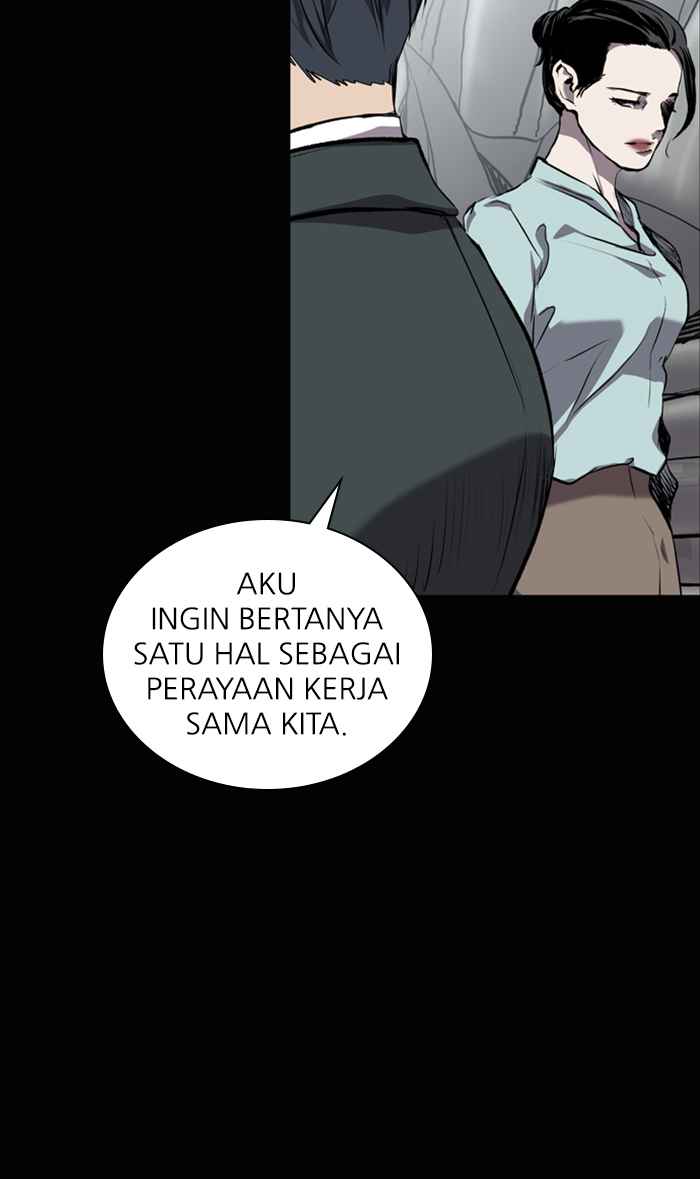 AKU
INGIN BERTANYA
SATU HAL SEBAGAI
PERAYAAN KERJA
SAMA KITA.